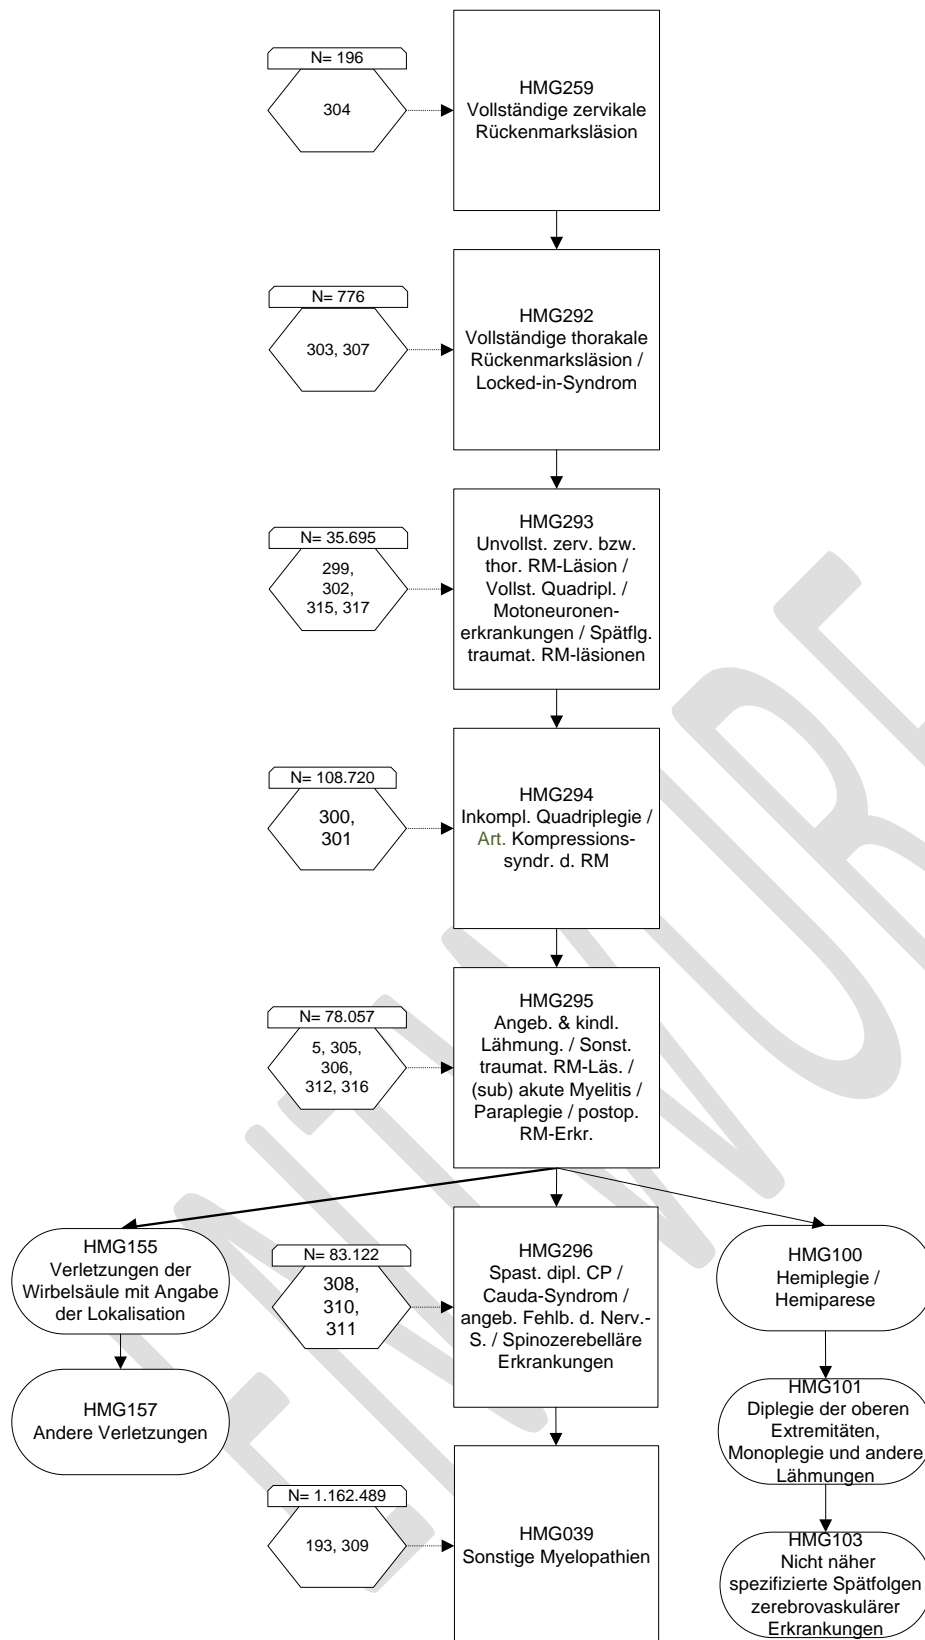 N= 196
304
HMG259
Vollständige zervikale
Rückenmarksläsion
N= 776
303, 307
HMG292
Vollständige thorakale
Rückenmarksläsion /
Locked-in-Syndrom
N= 35.695
299,
302,
315, 317
HMG293
Unvollst. zerv. bzw.
thor. RM-Läsion /
Vollst. Quadripl. /
Motoneuronen-
erkrankungen / Spätflg.
traumat. RM-läsionen
N= 108.720
300,
301
HMG294
Inkompl. Quadriplegie /
Art. Kompressions-
syndr. d. RM
N= 78.057
5, 305,
306,
312, 316
HMG295
Angeb. & kindl.
Lähmung. / Sonst.
traumat. RM-Läs. /
(sub) akute Myelitis /
Paraplegie / postop.
RM-Erkr.
HMG155
Verletzungen der
Wirbelsäule mit Angabe
der Lokalisation
HMG157
Andere Verletzungen
N= 83.122
308,
310,
311
HMG296
Spast. dipl. CP /
Cauda-Syndrom /
angeb. Fehlb. d. Nerv.-
S. / Spinozerebelläre
Erkrankungen
N= 1.162.489
193, 309
HMG039
Sonstige Myelopathien
HMG100
Hemiplegie /
Hemiparese
HMG101
Diplegie der oberen
Extremitäten,
Monoplegie und andere
Lähmungen
HMG103
Nicht näher
spezifizierte Spätfolgen
zerebrovaskulärer
Erkrankungen